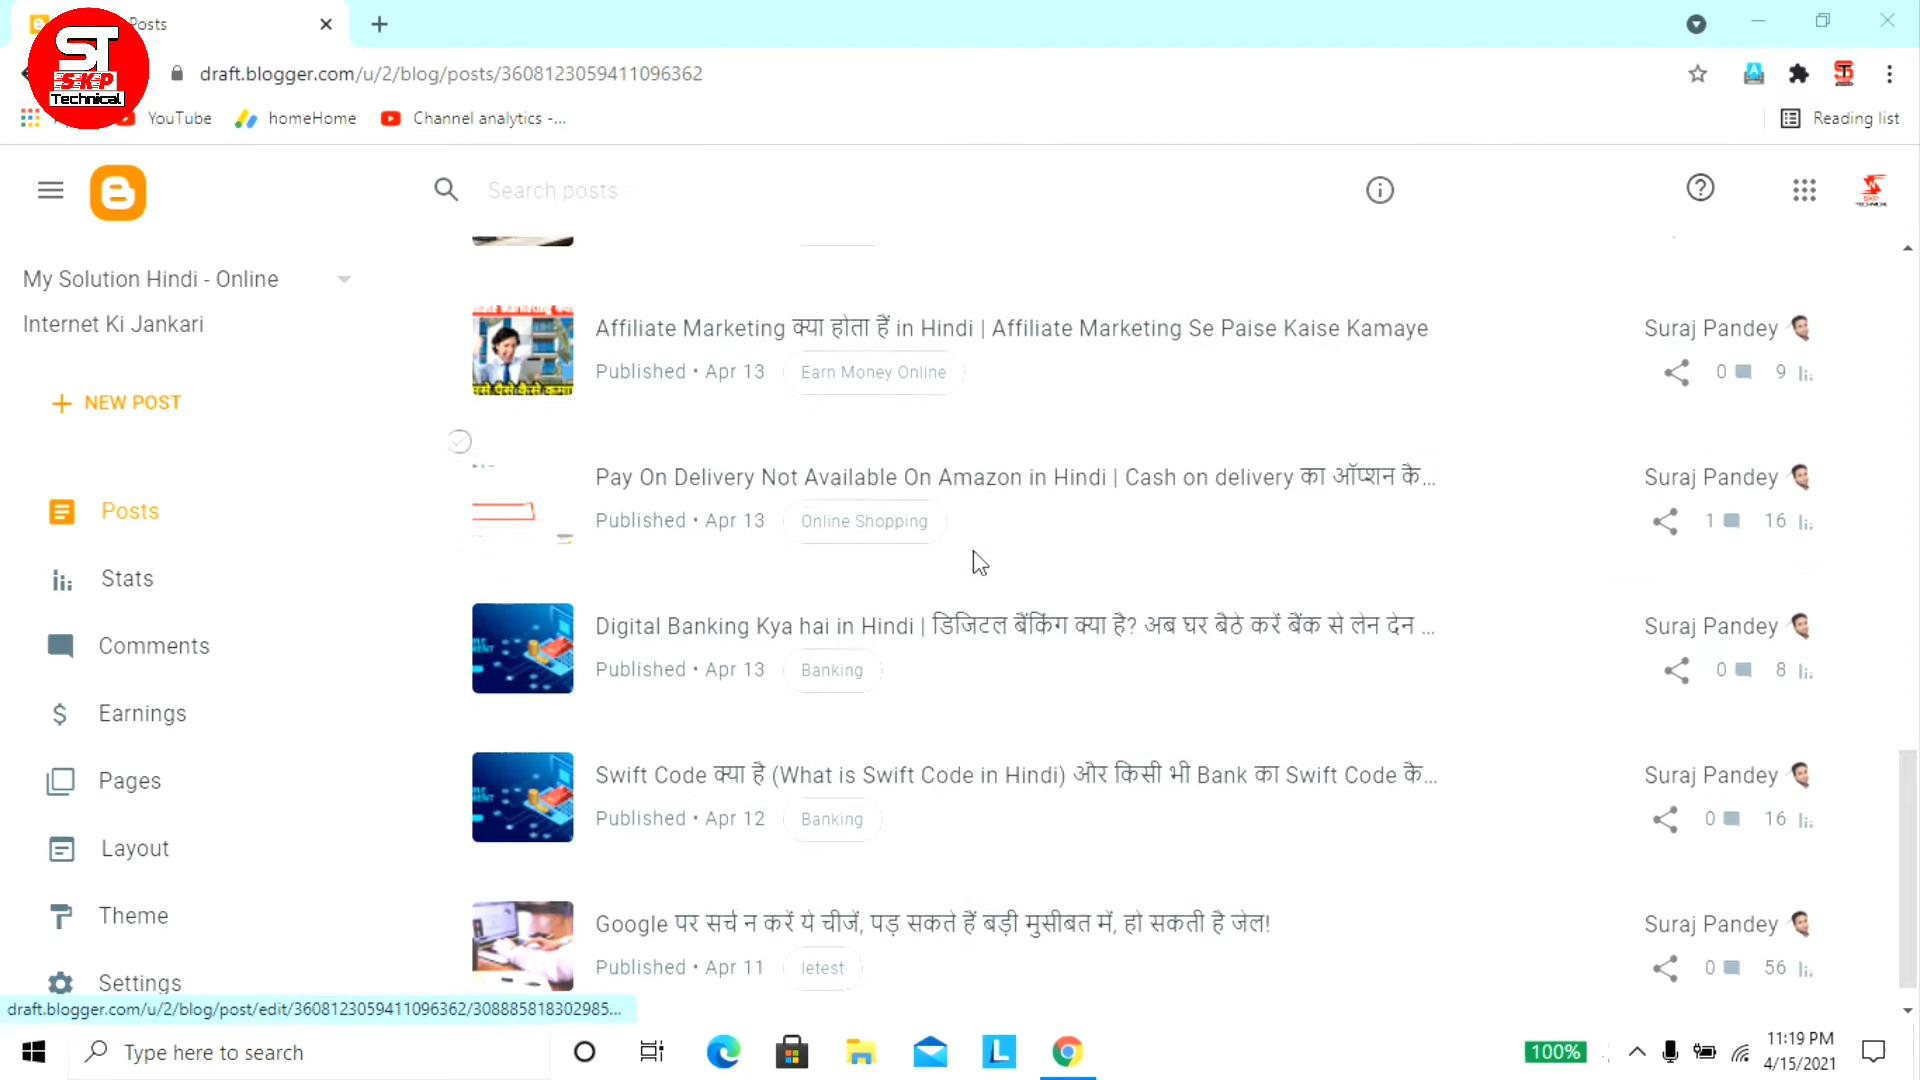 Posts
ST
SKP
Technical
draft.blogger.com/u/2/blog/posts/3608123059411096362
YouTube
homeHome
Channel analytics -...
Reading list
Search posts
My Solution Hindi - Online
Internet Ki Jankari
NEW POST
Posts
Stats
Comments
Earnings
Pages
Layout
Theme
Settings
Affiliate Marketing क्या होता हैं in Hindi | Affiliate Marketing Se Paise Kaise Kamaye
Suraj Pandey
Published • Apr 13
Earn Money Online
0
9
Pay On Delivery Not Available On Amazon in Hindi | Cash on delivery का ऑप्शन कै...
Suraj Pandey
Published • Apr 13
Online Shopping
1
16
Digital Banking Kya hai in Hindi | डिजिटल बैंकिंग क्या है? अब घर बैठे करें बैंक से लेन देन ...
Suraj Pandey
Published • Apr 13
Banking
0
8
Swift Code क्या है (What is Swift Code in Hindi) और किसी भी Bank का Swift Code कै...
Suraj Pandey
Published • Apr 12
Banking
0
16
Google पर सर्च न करें ये चीजें, पड़ सकते हैं बड़ी मुसीबत में, हो सकती है जेल!
Suraj Pandey
Published • Apr 11
letest
0
56
draft.blogger.com/u/2/blog/post/edit/3608123059411096362/308885818302985...
Type here to search
100%
11:19 PM
4/15/2021